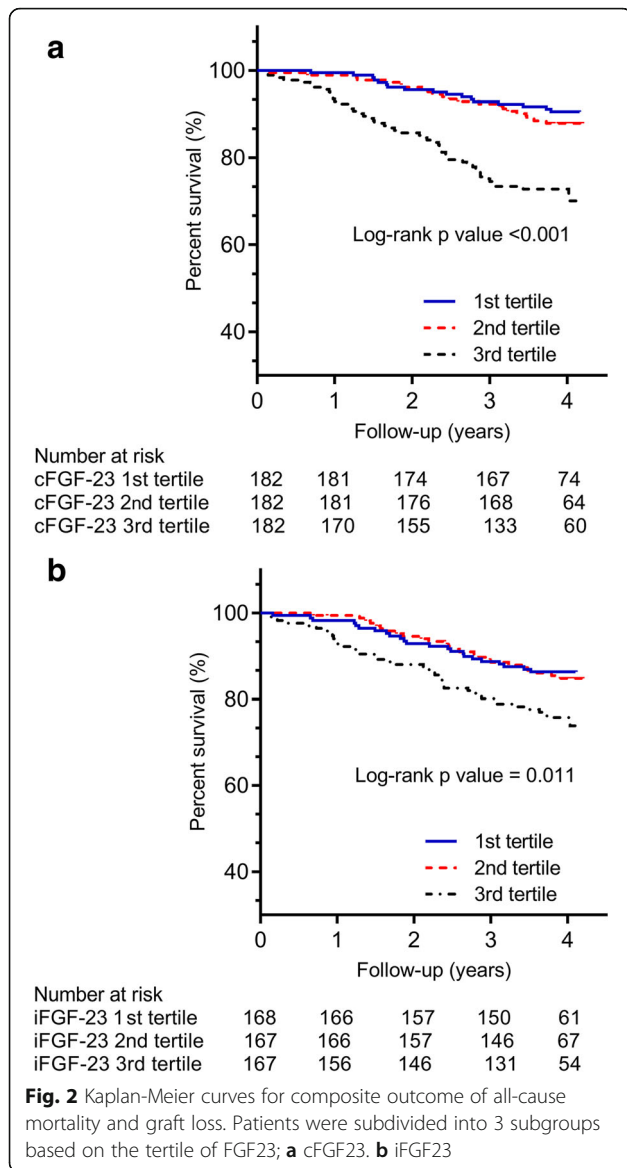 a
100
80
60
40
Percent survival (%)
Log-rank p value <0.001
1st tertile
2nd tertile
3rd tertile
0 1 2 3 4
Follow-up (years)
Number at risk
cFGF-23 1st tertile 182 181 174 167 74
cFGF-23 2nd tertile 182 181 176 168 64
cFGF-23 3rd tertile 182 170 155 133 60
b
100
80
60
40
Percent survival (%)
Log-rank p value = 0.011
1st tertile
2nd tertile
3rd tertile
0 1 2 3 4
Follow-up (years)
Number at risk
iFGF-23 1st tertile 168 166 157 150 61
iFGF-23 2nd tertile 167 166 157 146 67
iFGF-23 3rd tertile 167 156 146 131 54
Fig. 2 Kaplan-Meier curves for composite outcome of all-cause
mortality and graft loss. Patients were subdivided into 3 subgroups
based on the tertile of FGF23; a cFGF23. b iFGF23